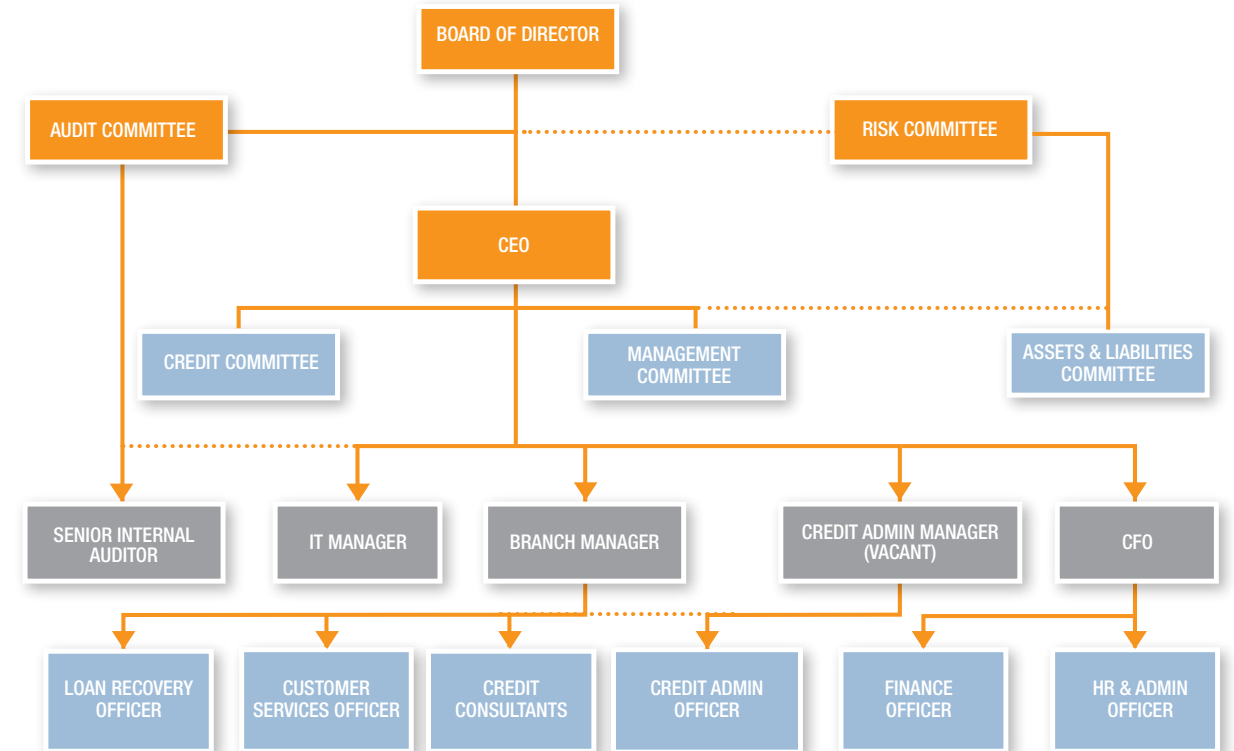 BOARD OF DIRECTOR
AUDIT COMMITTEE
RISK COMMITTEE
CEO
CREDIT COMMITTEE
MANAGEMENT
COMMITTEE
ASSETS & LIABILITIES
COMMITTEE
SENIOR INTERNAL
AUDITOR
IT MANAGER
BRANCH MANAGER
CREDIT ADMIN MANAGER
(VACANT)
CFO
LOAN RECOVERY
OFFICER
CUSTOMER
SERVICES OFFICER
CREDIT
CONSULTANTS
CREDIT ADMIN
OFFICER
FINANCE
OFFICER
HR & ADMIN
OFFICER